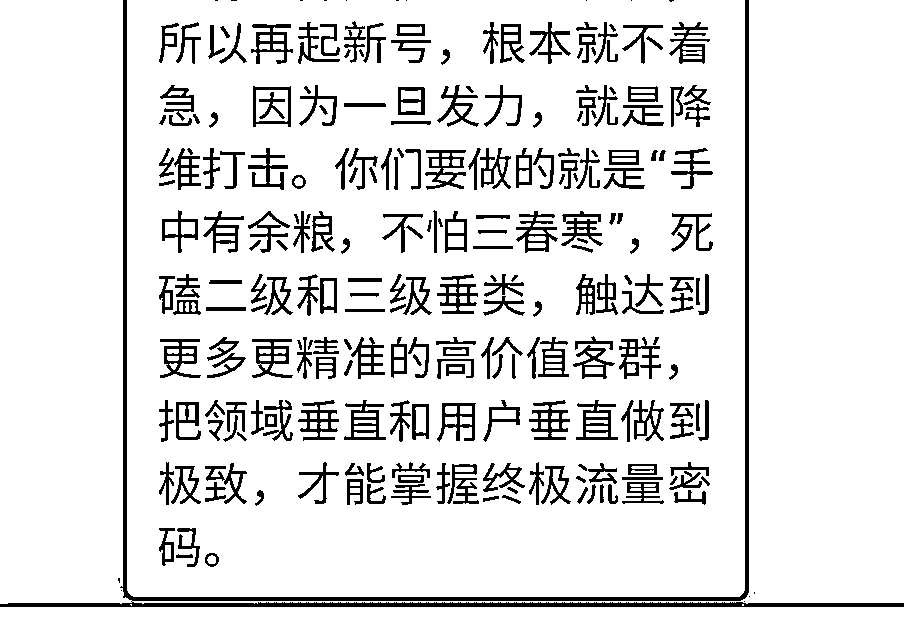 所以再起新号，根本就不着
急，因为一旦发力，就是降
维打击。你们要做的就是“手
中有余粮，不怕三春寒”，死
磕二级和三级垂类，触达到
更多更精准的高价值客群，
把领域垂直和用户垂直做到
极致，才能掌握终极流量密
码。